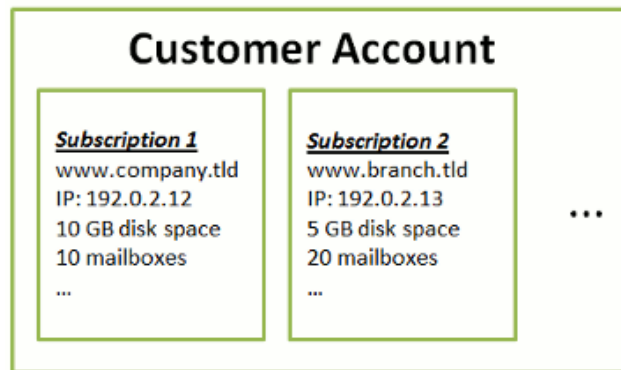 Customer Account
Subscription 1
www.company.tld
IP: 192.0.2.12
10 GB disk space
10 mailboxes
...
Subscription 2
www.branch.tld
IP: 192.0.2.13
5 GB disk space
20 mailboxes
...
...